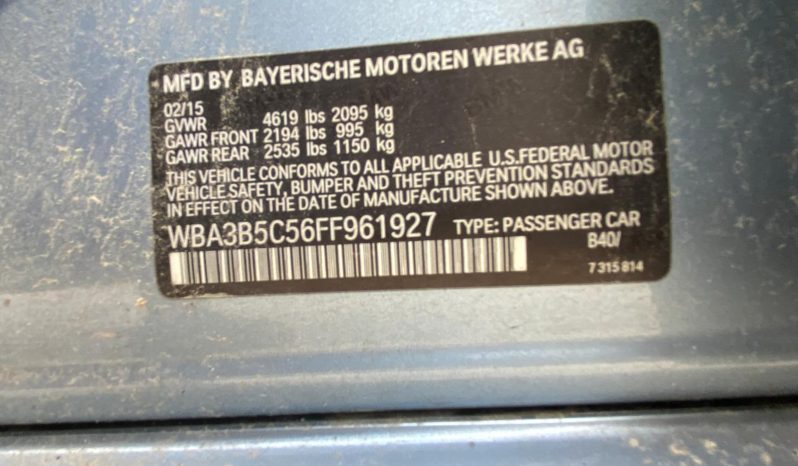 MFD BY BAYERISCHE MOTOREN WERKE AG
02/15
GVWR 4619 lbs 2095 kg
GAWR FRONT 2194 lbs 995 kg
GAWR REAR 2535 lbs 1150 kg
THIS VEHICLE CONFORMS TO ALL APPLICABLE U.S.FEDERAL MOTOR
VEHICLE SAFETY, BUMPER AND THEFT PREVENTION STANDARDS
IN EFFECT ON THE DATE OF MANUFACTURE SHOWN ABOVE.
WBA3B5C56FF961927 TYPE: PASSENGER CAR
B40/
7 315 814